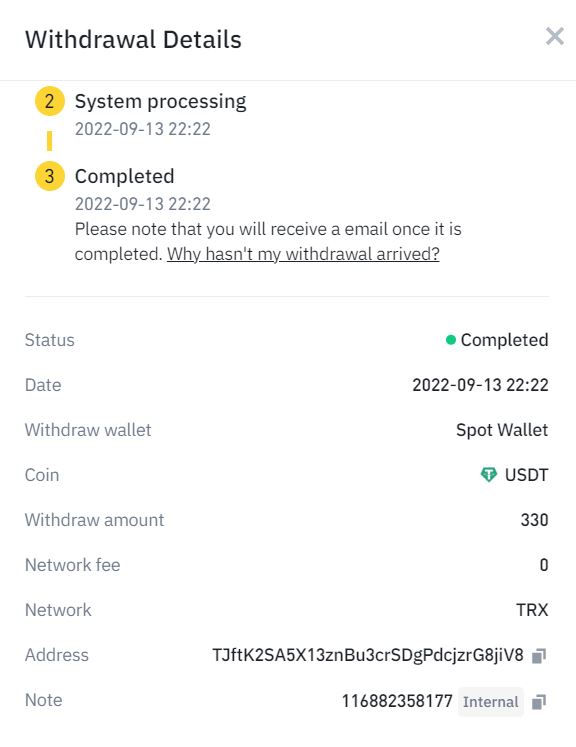 Withdrawal Details
2 System processing
2022-09-13 22:22
3 Completed
2022-09-13 22:22
Please note that you will receive a email once it is
completed. Why hasn't my withdrawal arrived?
Status Completed
Date 2022-09-13 22:22
Withdraw wallet Spot Wallet
Coin USDT
Withdraw amount 330
Network fee 0
Network TRX
Address TJftK2SA5X13znBu3crSDgPdcjzrG8jiV8
Note 116882358177 Internal